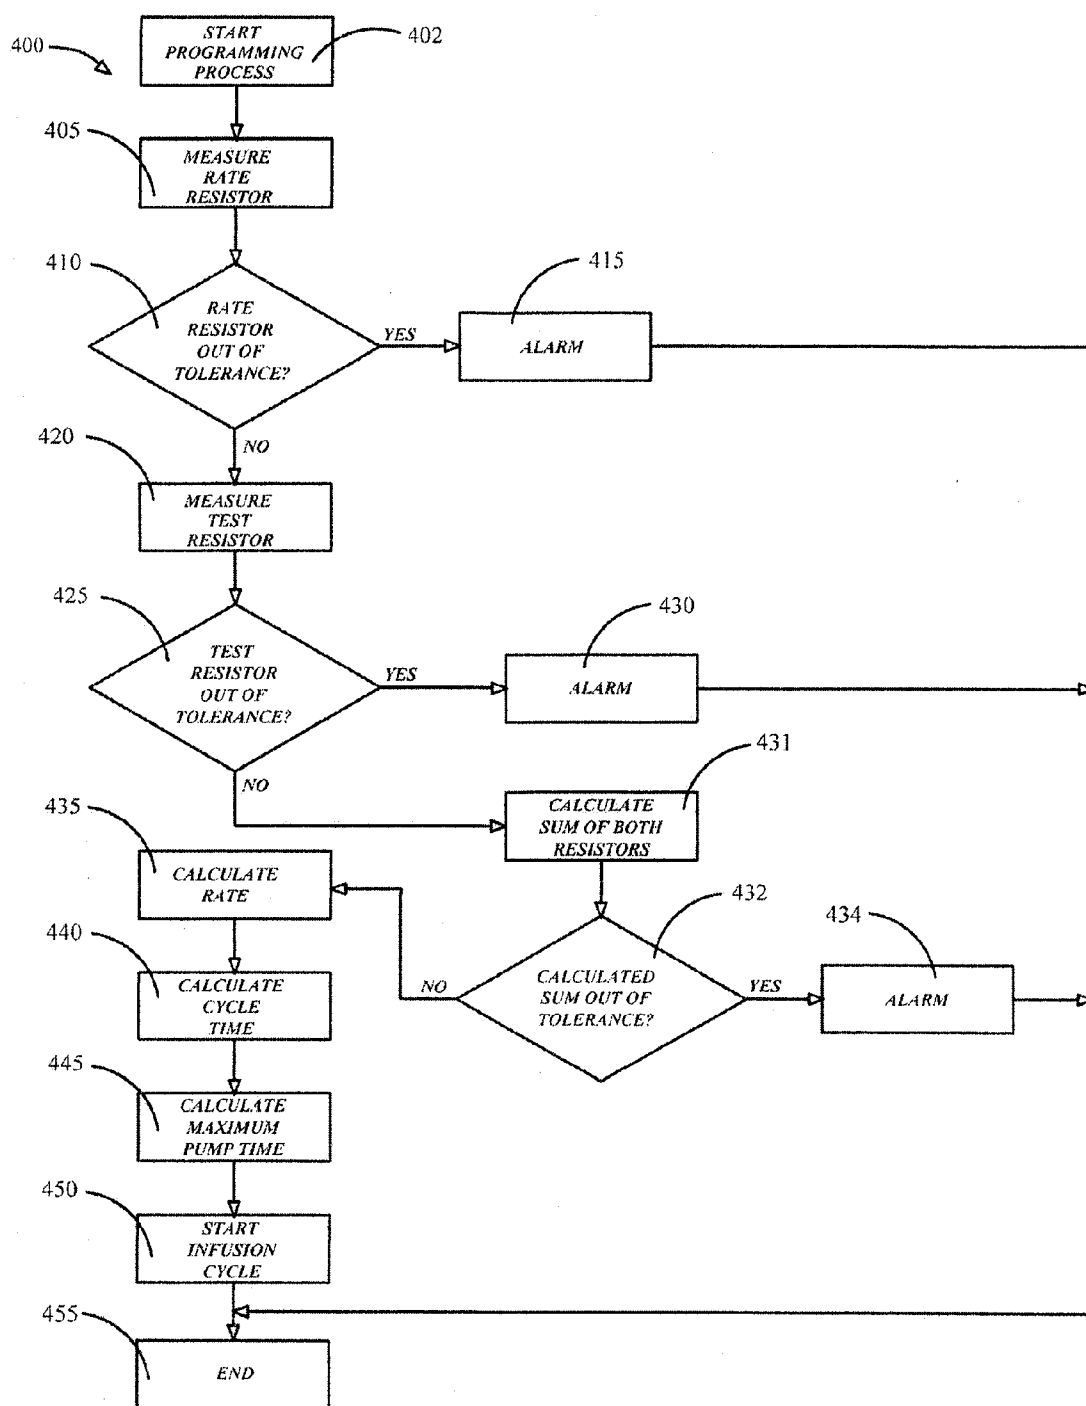 400
START
PROGRAMMING
PROCESS
402
405
MEASURE
RATE
RESISTOR
410
RATE
RESISTOR
OUT OF
TOLERANCE?
YES
415
ALARM
NO
420
MEASURE
TEST
RESISTOR
425
TEST
RESISTOR
OUT OF
TOLERANCE?
YES
430
ALARM
NO
431
CALCULATE
SUM OF BOTH
RESISTORS
432
CALCULATED
SUM OUT OF
TOLERANCE?
YES
434
ALARM
NO
435
CALCULATE
RATE
440
CALCULATE
CYCLE
TIME
445
CALCULATE
MAXIMUM
PUMP TIME
450
START
INFUSION
CYCLE
455
END